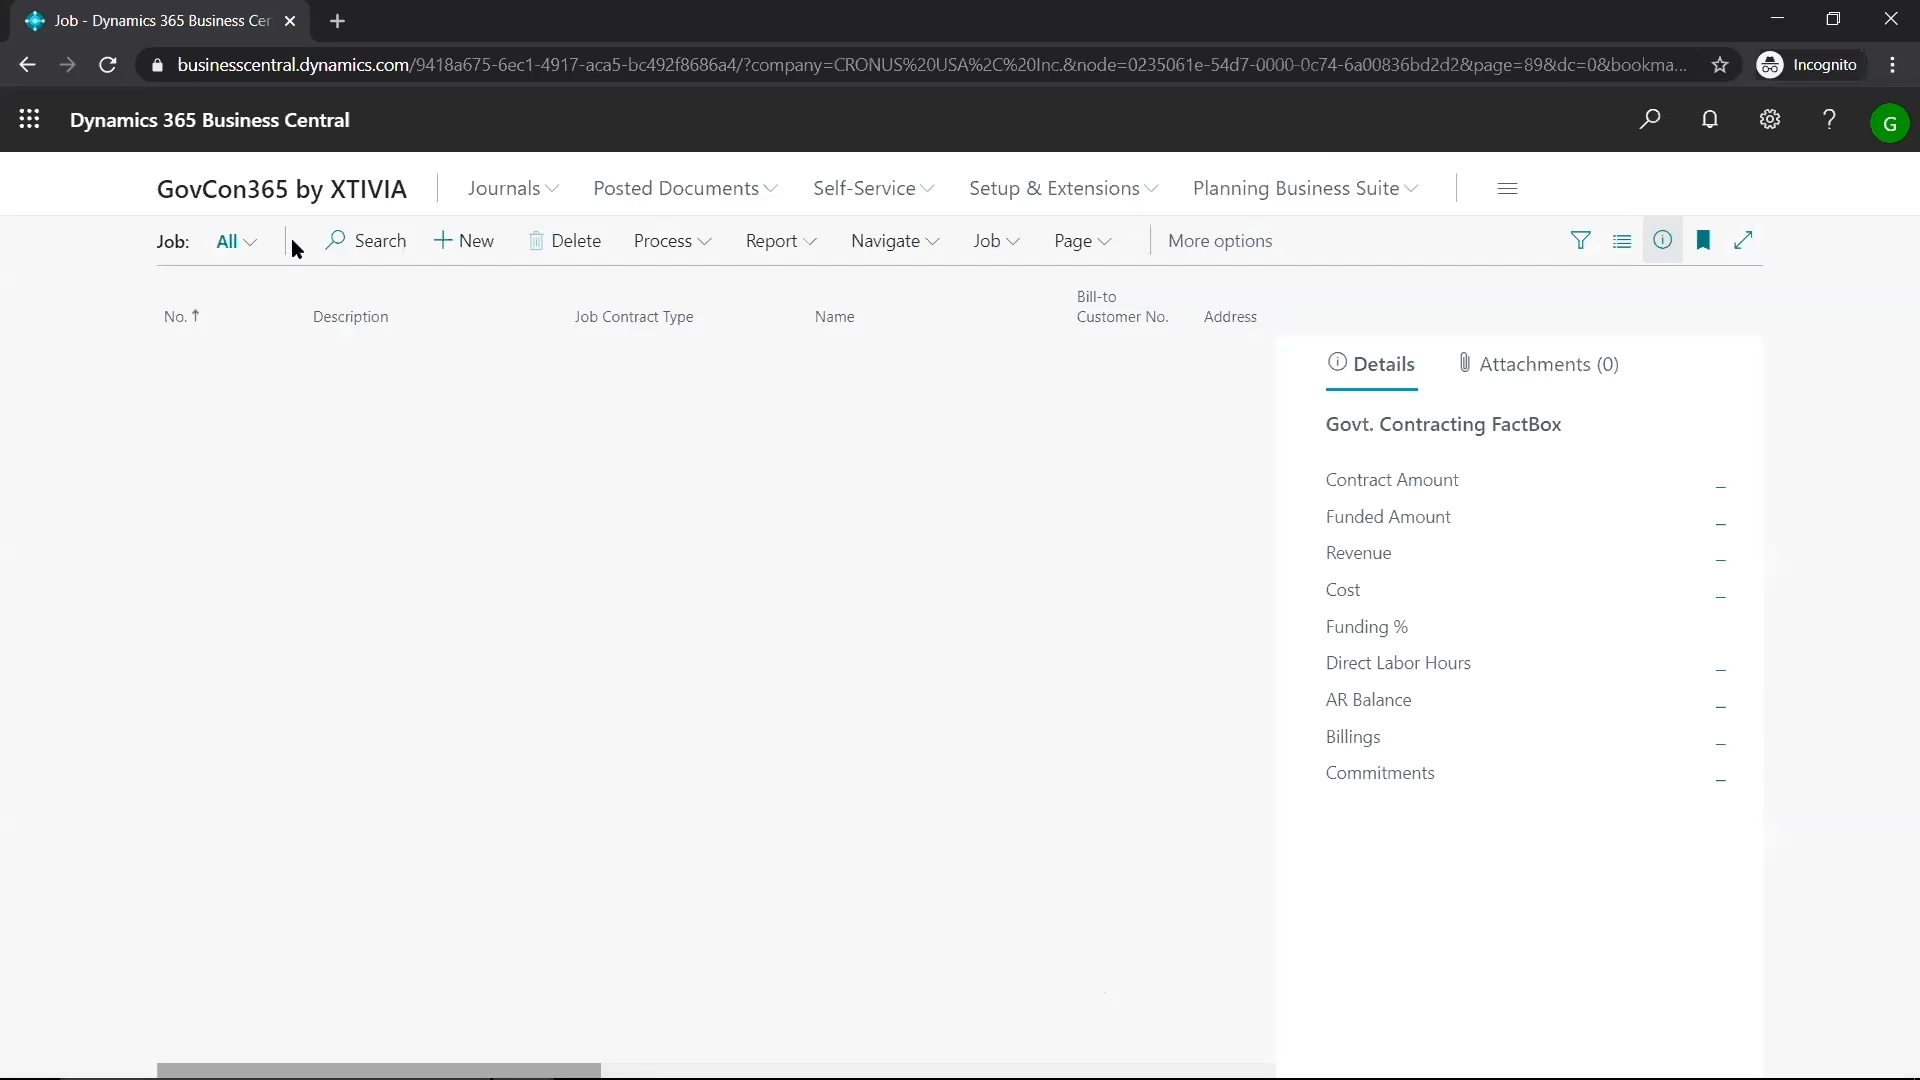 Job - Dynamics 365 Business Cer
businesscentral.dynamics.com/9418a675-6ec1-4917-aca5-bc492f8686a4/?company=CRONUS%20USA%2C%20Inc.&node=0235061e-54d7-0000-0c74-6a00836bd2d2&page=89&dc=0&bookma...
Incognito
Dynamics 365 Business Central
?
G
GovCon365 by XTIVIA
Journals
Posted Documents
Self-Service
Setup & Extensions
Planning Business Suite
Job:
All
Search
New
Delete
Process
Report
Navigate
Job
Page
More options
No. ↑
Description
Job Contract Type
Name
Bill-to
Customer No.
Address
Details
Attachments (0)
Govt. Contracting FactBox
Contract Amount _
Funded Amount _
Revenue _
Cost _
Funding %
Direct Labor Hours _
AR Balance _
Billings _
Commitments _